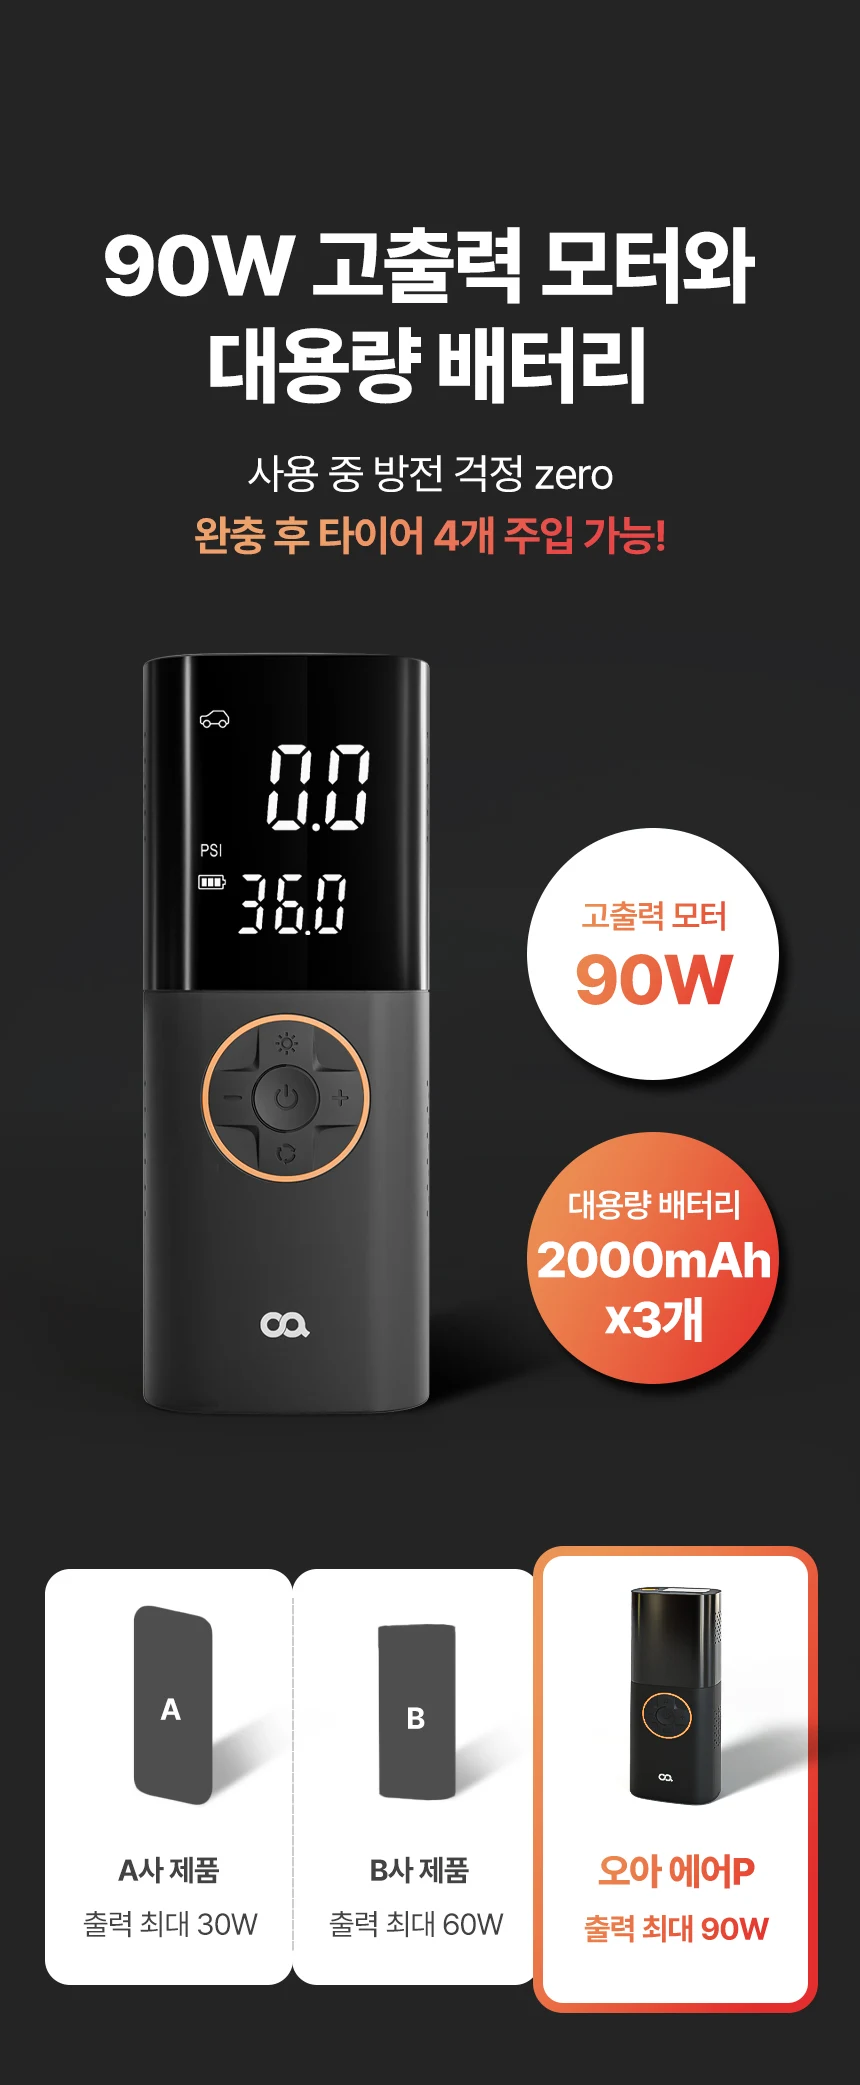 90W 고출력 모터와
대용량 배터리
사용 중 방전 걱정 zero
완충 후 타이어 4개 주입 가능!
0.0
PSI
36.0
고출력 모터
90W
대용량 배터리
2000mAh
x3개
oa
A
A사 제품
출력 최대 30W
B
B사 제품
출력 최대 60W
oa
오아 에어P
출력 최대 90W